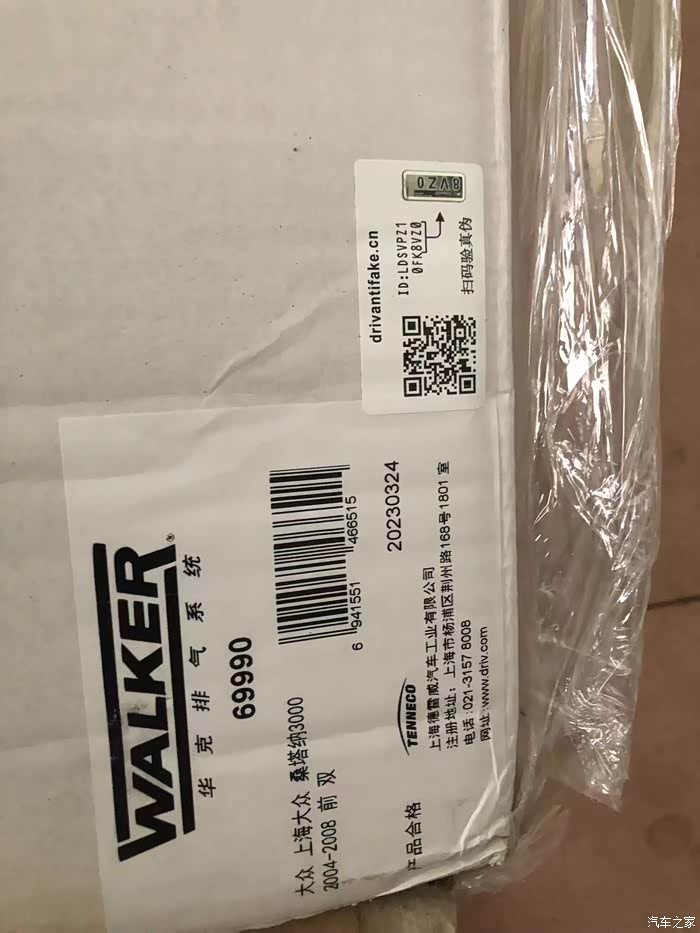 drivantifake.cn
ID:LDSVPZ1
0FK8VZ0
8VZ0
扫码验真伪
WALKER®
华克排气系统
69990
6 941551 466515
大众 上海大众 桑塔纳3000
2004-2008 前 双
20230324
TENNECO
产品合格
上海德雷威汽车工业有限公司
注册地址：上海市杨浦区荆州路168号1801室
电话:021-3157 8008
网址:www.driv.com
汽车之家